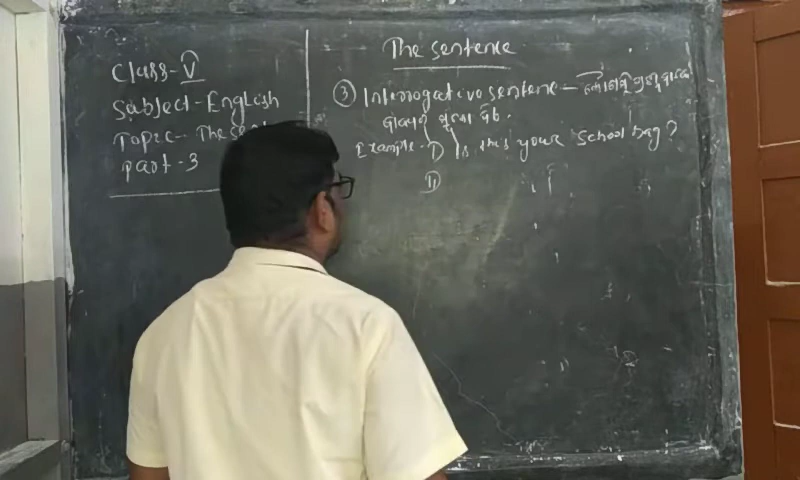 Class-V
Subject-English
Topic- The Sent
Part-3
The sentence
③ Interrogative sentence -
Example- Ⅰ) Is this your School bag?
Ⅱ